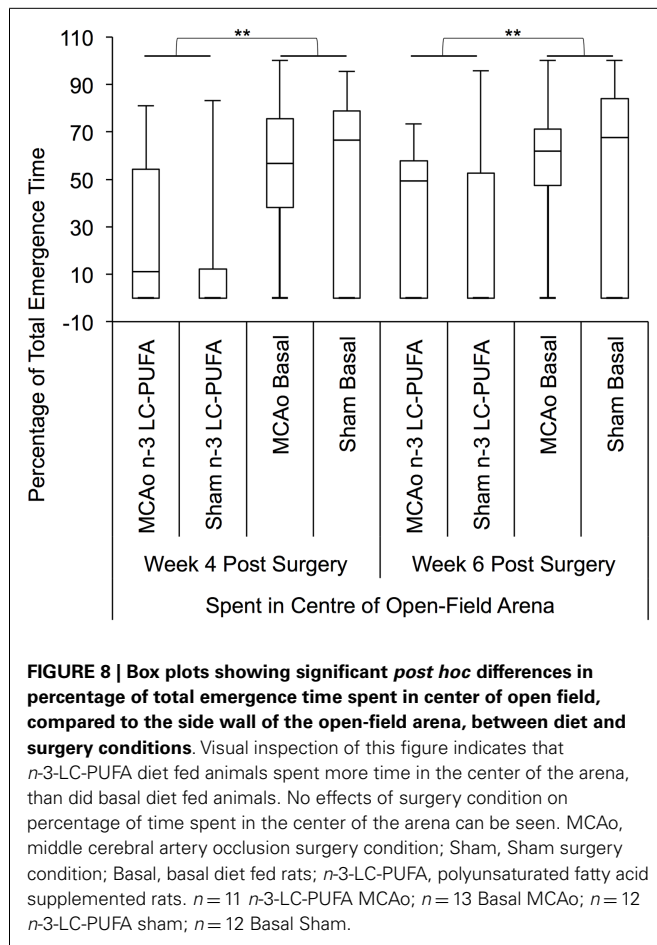 110
90
70
50
30
10
-10
Percentage of Total Emergence Time
**
**
MCAo n-3 LC-PUFA
Sham n-3 LC-PUFA
MCAo Basal
Sham Basal
MCAo n-3 LC-PUFA
Sham n-3 LC-PUFA
MCAo Basal
Sham Basal
Week 4 Post Surgery
Week 6 Post Surgery
Spent in Centre of Open-Field Arena
FIGURE 8 | Box plots showing significant post hoc differences in
percentage of total emergence time spent in center of open field,
compared to the side wall of the open-field arena, between diet and
surgery conditions. Visual inspection of this figure indicates that
n-3-LC-PUFA diet fed animals spent more time in the center of the arena,
than did basal diet fed animals. No effects of surgery condition on
percentage of time spent in the center of the arena can be seen. MCAo,
middle cerebral artery occlusion surgery condition; Sham, Sham surgery
condition; Basal, basal diet fed rats; n-3-LC-PUFA, polyunsaturated fatty acid
supplemented rats. n = 11 n-3-LC-PUFA MCAo; n = 13 Basal MCAo; n = 12
n-3-LC-PUFA sham; n = 12 Basal Sham.